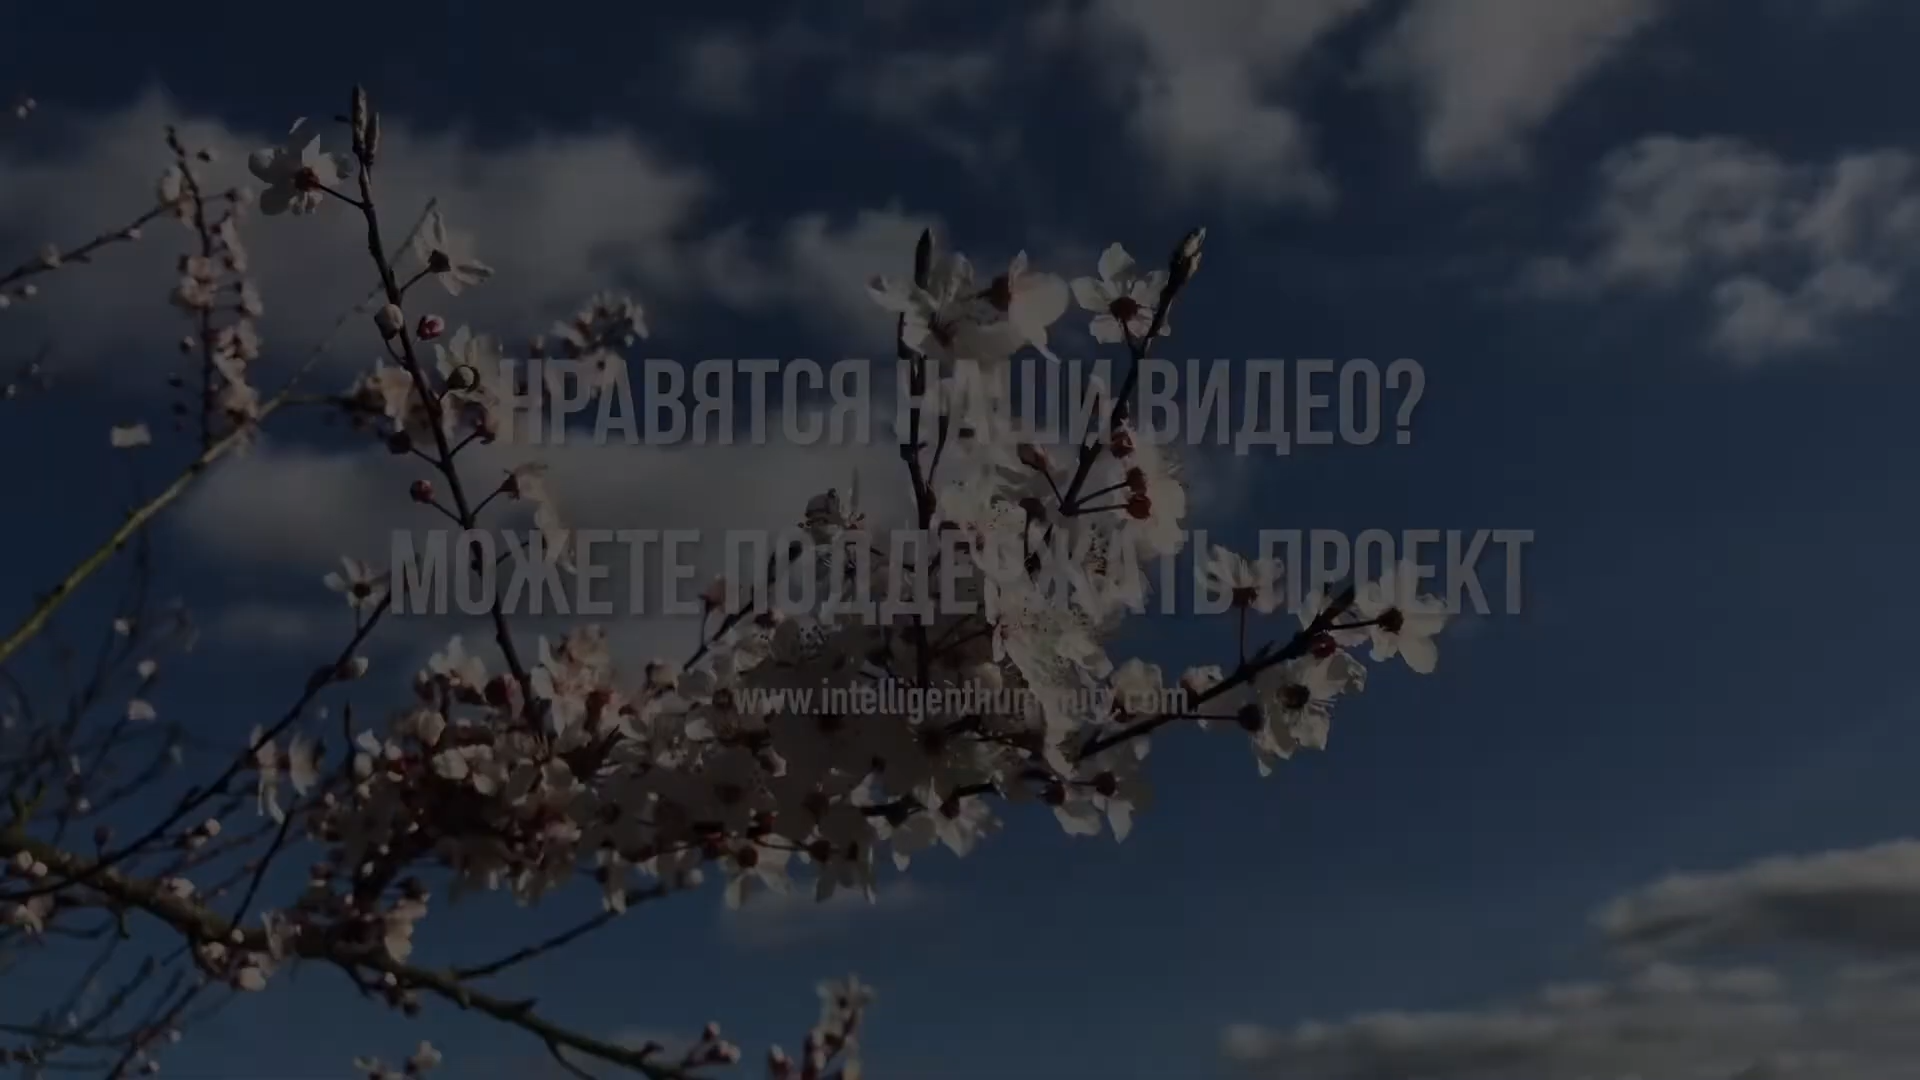 НРАВЯТСЯ НАШИ ВИДЕО?
МОЖЕТЕ ПОДДЕРЖАТЬ ПРОЕКТ
www.intelligenthumanity.com